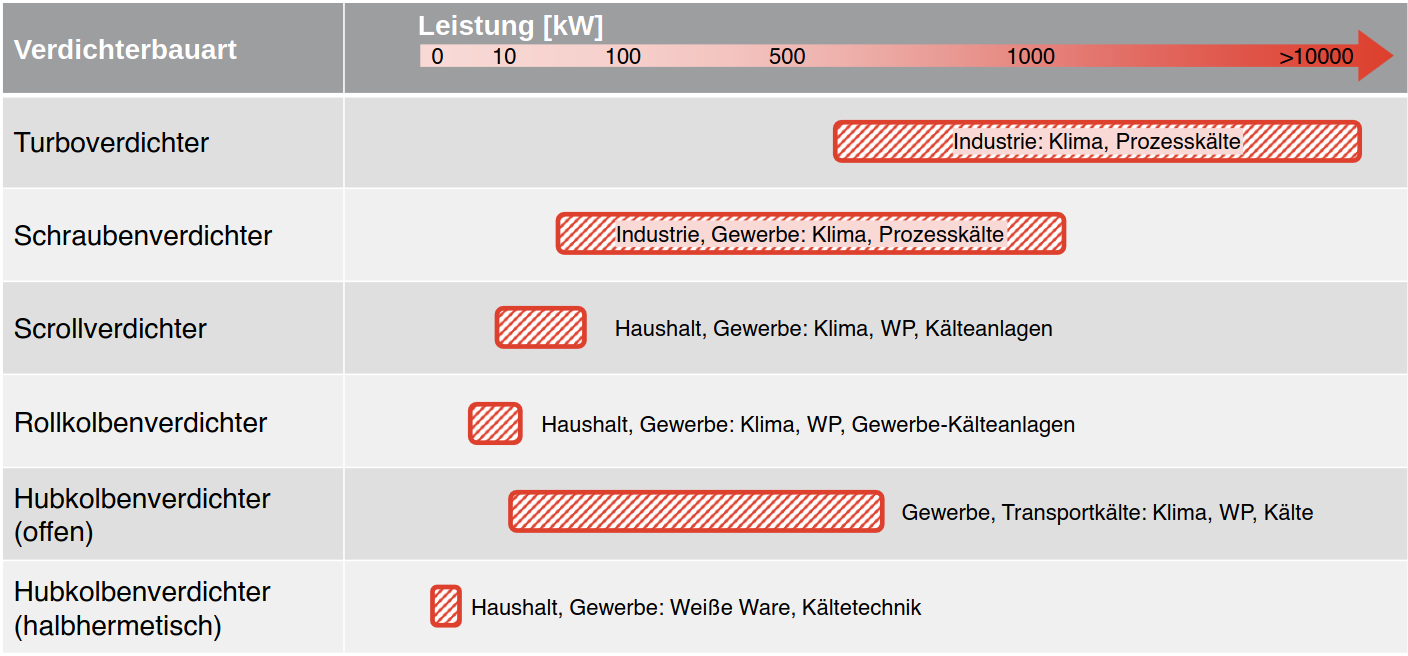 Verdichterbauart
Leistung [kW]
0 10 100 500 1000 >10000
Turboverdichter
Industrie: Klima, Prozesskälte
Schraubenverdichter
Industrie, Gewerbe: Klima, Prozesskälte
Scrollverdichter
Haushalt, Gewerbe: Klima, WP, Kälteanlagen
Rollkolbenverdichter
Haushalt, Gewerbe: Klima, WP, Gewerbe-Kälteanlagen
Hubkolbenverdichter
(offen)
Gewerbe, Transportkälte: Klima, WP, Kälte
Hubkolbenverdichter
(halbhermetisch)
Haushalt, Gewerbe: Weiße Ware, Kältetechnik